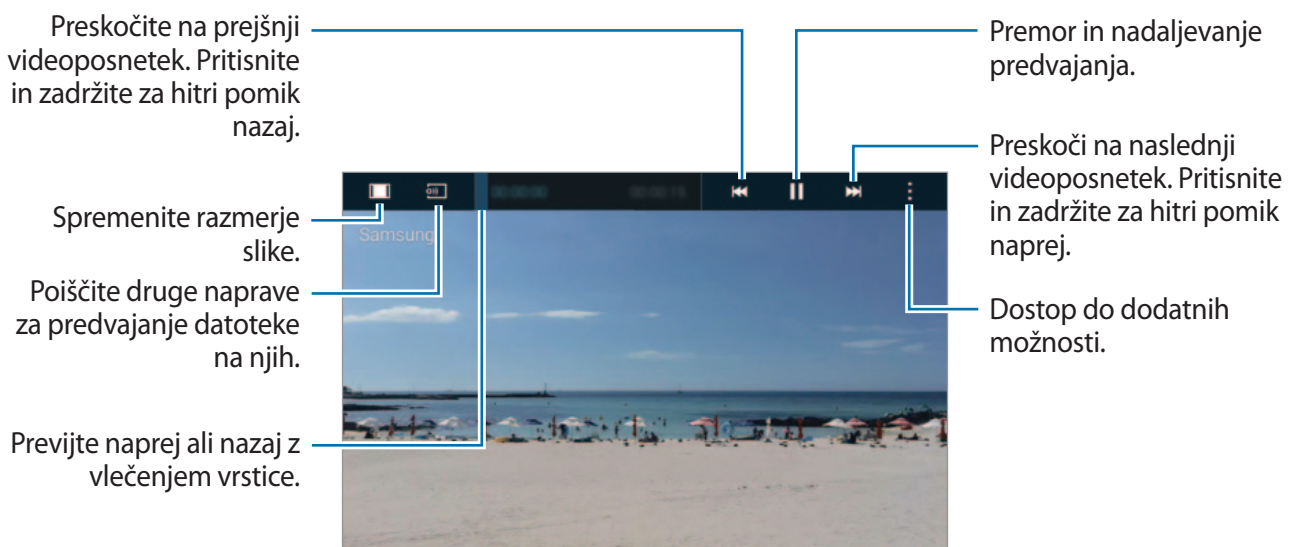 Preskočite na prejšnji
videoposnetek. Pritisnite
in zadržite za hitri pomik
nazaj.
Spremenite razmerje
slike.
Poiščite druge naprave
za predvajanje datoteke
na njih.
Previjte naprej ali nazaj z
vlečenjem vrstice.
Samsung
Premor in nadaljevanje
predvajanja.
Preskoči na naslednji
videoposnetek. Pritisnite
in zadržite za hitri pomik
naprej.
Dostop do dodatnih
možnosti.